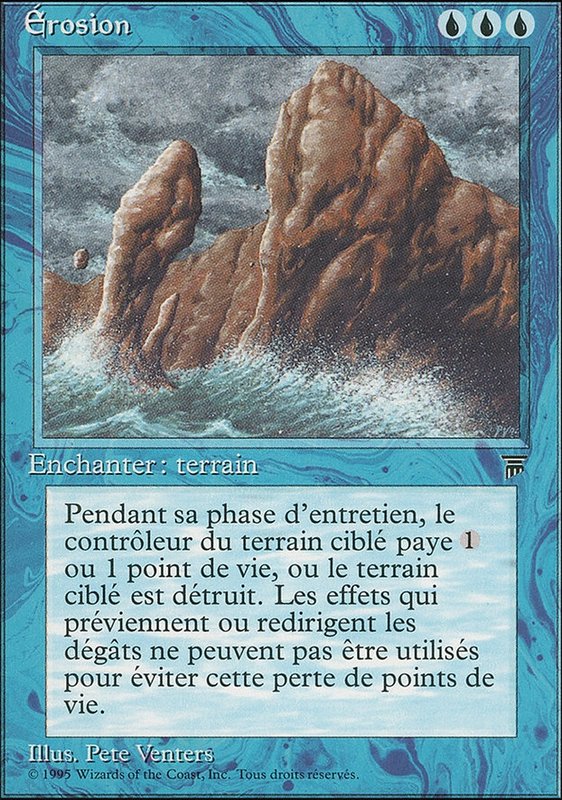 Érosion
Enchanter : terrain
Pendant sa phase d'entretien, le
contrôleur du terrain ciblé paye 1
ou 1 point de vie, ou le terrain
ciblé est détruit. Les effets qui
préviennent ou redirigent les
dégâts ne peuvent pas être utilisés
pour éviter cette perte de points de
vie.
Illus. Pete Venters
© 1995 Wizards of the Coast, Inc. Tous droits réservés.